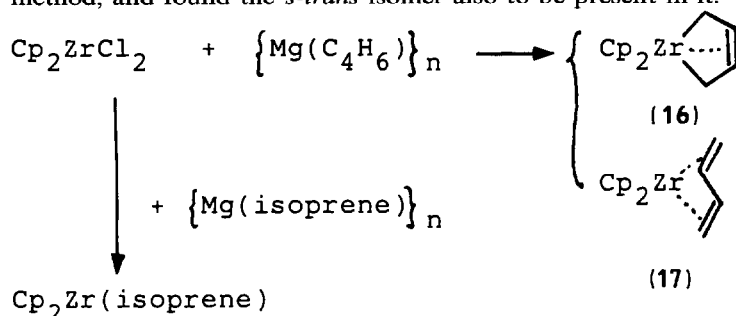 method, and found the s-trans isomer also to be present in it.
Cp2ZrCl2 + {Mg(C4H6)}n
Cp2Zr
(16)
+ {Mg(isoprene)}n
Cp2Zr
(17)
Cp2Zr(isoprene)